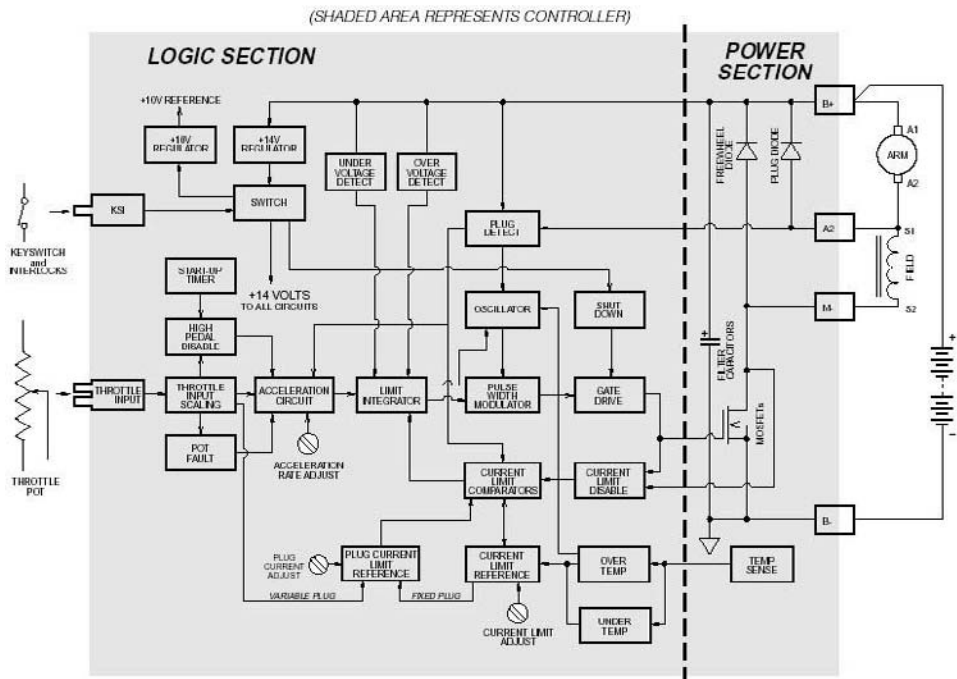 (SHADED AREA REPRESENTS CONTROLLER)
LOGIC SECTION
POWER
SECTION
+10V REFERENCE
+10V
REGULATOR
+14V
REGULATOR
UNDER
VOLTAGE
DETECT
OVER
VOLTAGE
DETECT
FREEWHEEL
DIODE
PLUG DIODE
B+
A1
ARM
A2
KSI
SWITCH
KEYSWITCH
and
INTERLOCKS
PLUG
DETECT
A2
S1
FIELD
S2
START-UP
TIMER
+14 VOLTS
TO ALL CIRCUITS
OSCILLATOR
SHUT
DOWN
M-
HIGH
PEDAL
DISABLE
+
FILTER
CAPACITORS
+
-
THROTTLE
INPUT
THROTTLE
INPUT
SCALING
ACCELERATION
CIRCUIT
LIMIT
INTEGRATOR
PULSE
WIDTH
MODULATOR
GATE
DRIVE
MOSFETs
POT
FAULT
ACCELERATION
RATE ADJUST
THROTTLE
POT
CURRENT
LIMIT
COMPARATORS
CURRENT
LIMIT
DISABLE
B-
PLUG
CURRENT
ADJUST
PLUG CURRENT
LIMIT
REFERENCE
CURRENT
LIMIT
REFERENCE
OVER
TEMP
TEMP
SENSE
VARIABLE PLUG
FIXED PLUG
UNDER
TEMP
CURRENT LIMIT
ADJUST